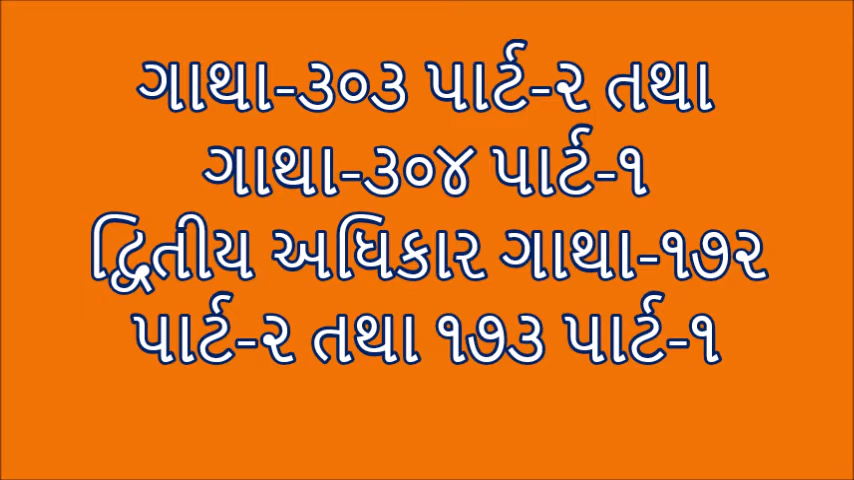 ગાથા-૩૦૩ પાર્ટ-૨ તથા
ગાથા-૩૦૪ પાર્ટ-૧
દ્વિતીય અધિકાર ગાથા-૧૭૨
પાર્ટ-૨ તથા ૧૭૩ પાર્ટ-૧